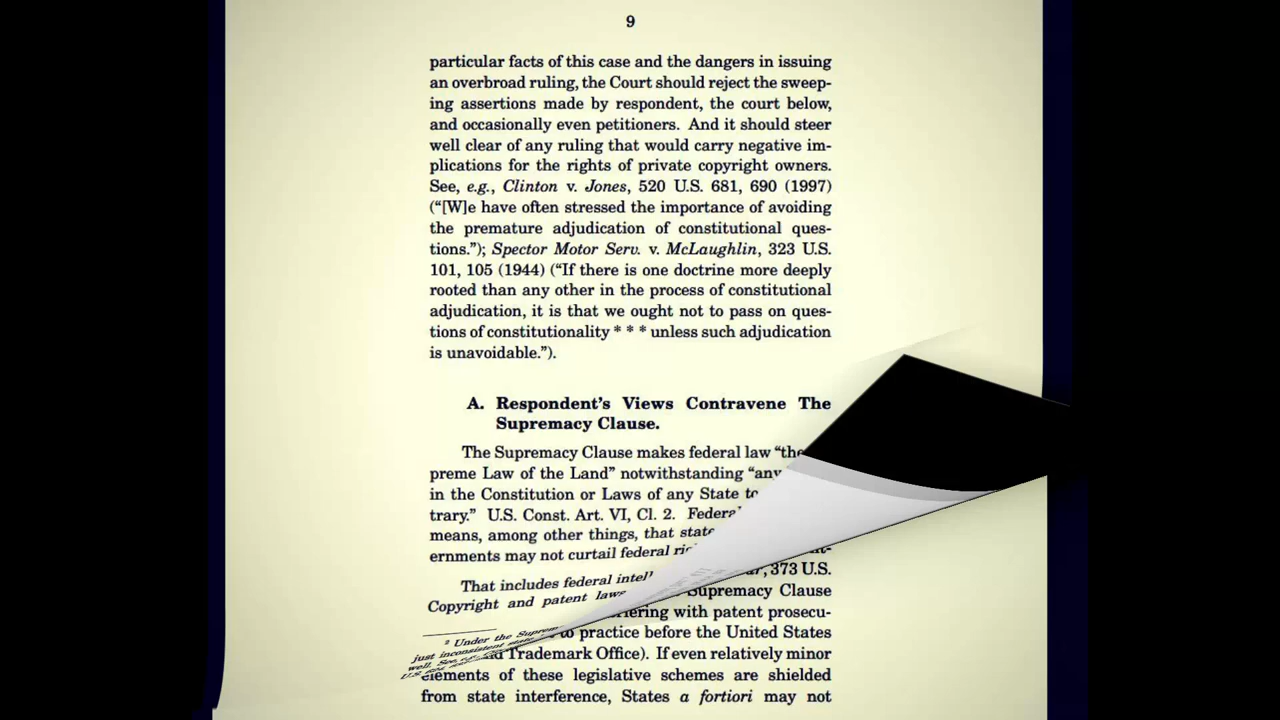 9
particular facts of this case and the dangers in issuing
an overbroad ruling, the Court should reject the sweep-
ing assertions made by respondent, the court below,
and occasionally even petitioners. And it should steer
well clear of any ruling that would carry negative im-
plications for the rights of private copyright owners.
See, e.g., Clinton v. Jones, 520 U.S. 681, 690 (1997)
(“[W]e have often stressed the importance of avoiding
the premature adjudication of constitutional ques-
tions.”); Spector Motor Serv. v. McLaughlin, 323 U.S.
101, 105 (1944) (“If there is one doctrine more deeply
rooted than any other in the process of constitutional
adjudication, it is that we ought not to pass on ques-
tions of constitutionality * * * unless such adjudication
is unavoidable.”).
A. Respondent’s Views Contravene The
Supremacy Clause.
The Supremacy Clause makes federal law “the
preme Law of the Land” notwithstanding “any
in the Constitution or Laws of any State to
trary.” U.S. Const. Art. VI, Cl. 2. Federal
means, among other things, that state
ernments may not curtail federal
That includes federal , 373 U.S.
Copyright and patent laws Supremacy Clause
with patent prosecu-
² Under the to practice before the United States
just inconsistent Trademark Office). If even relatively minor
well. See, elements of these legislative schemes are shielded
from state interference, States a fortiori may not